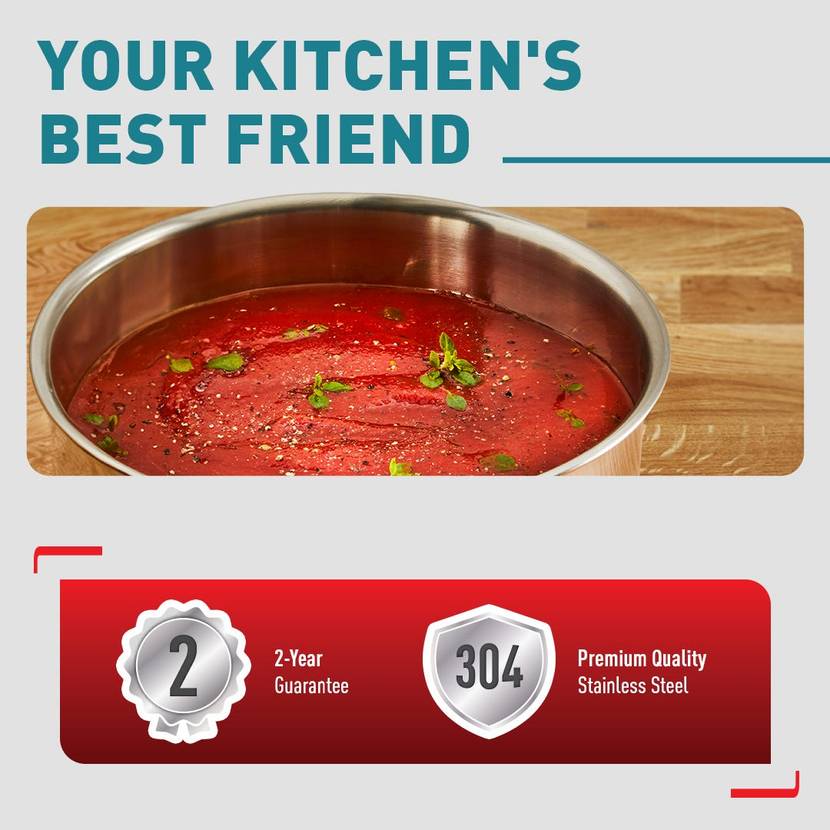 YOUR KITCHEN'S
BEST FRIEND
2
2-Year
Guarantee
304
Premium Quality
Stainless Steel